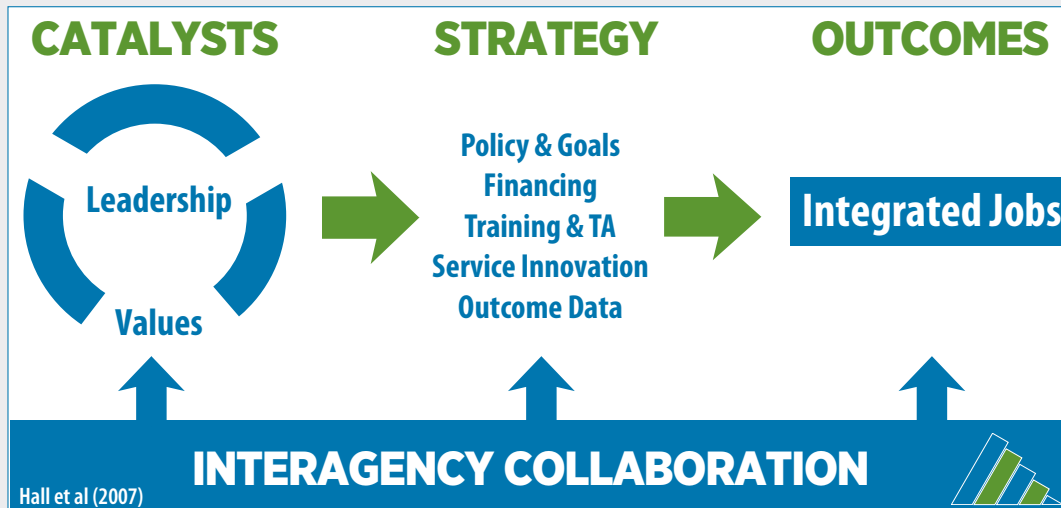 CATALYSTS
Leadership
Values
STRATEGY
Policy & Goals
Financing
Training & TA
Service Innovation
Outcome Data
OUTCOMES
Integrated Jobs
INTERAGENCY COLLABORATION
Hall et al (2007)